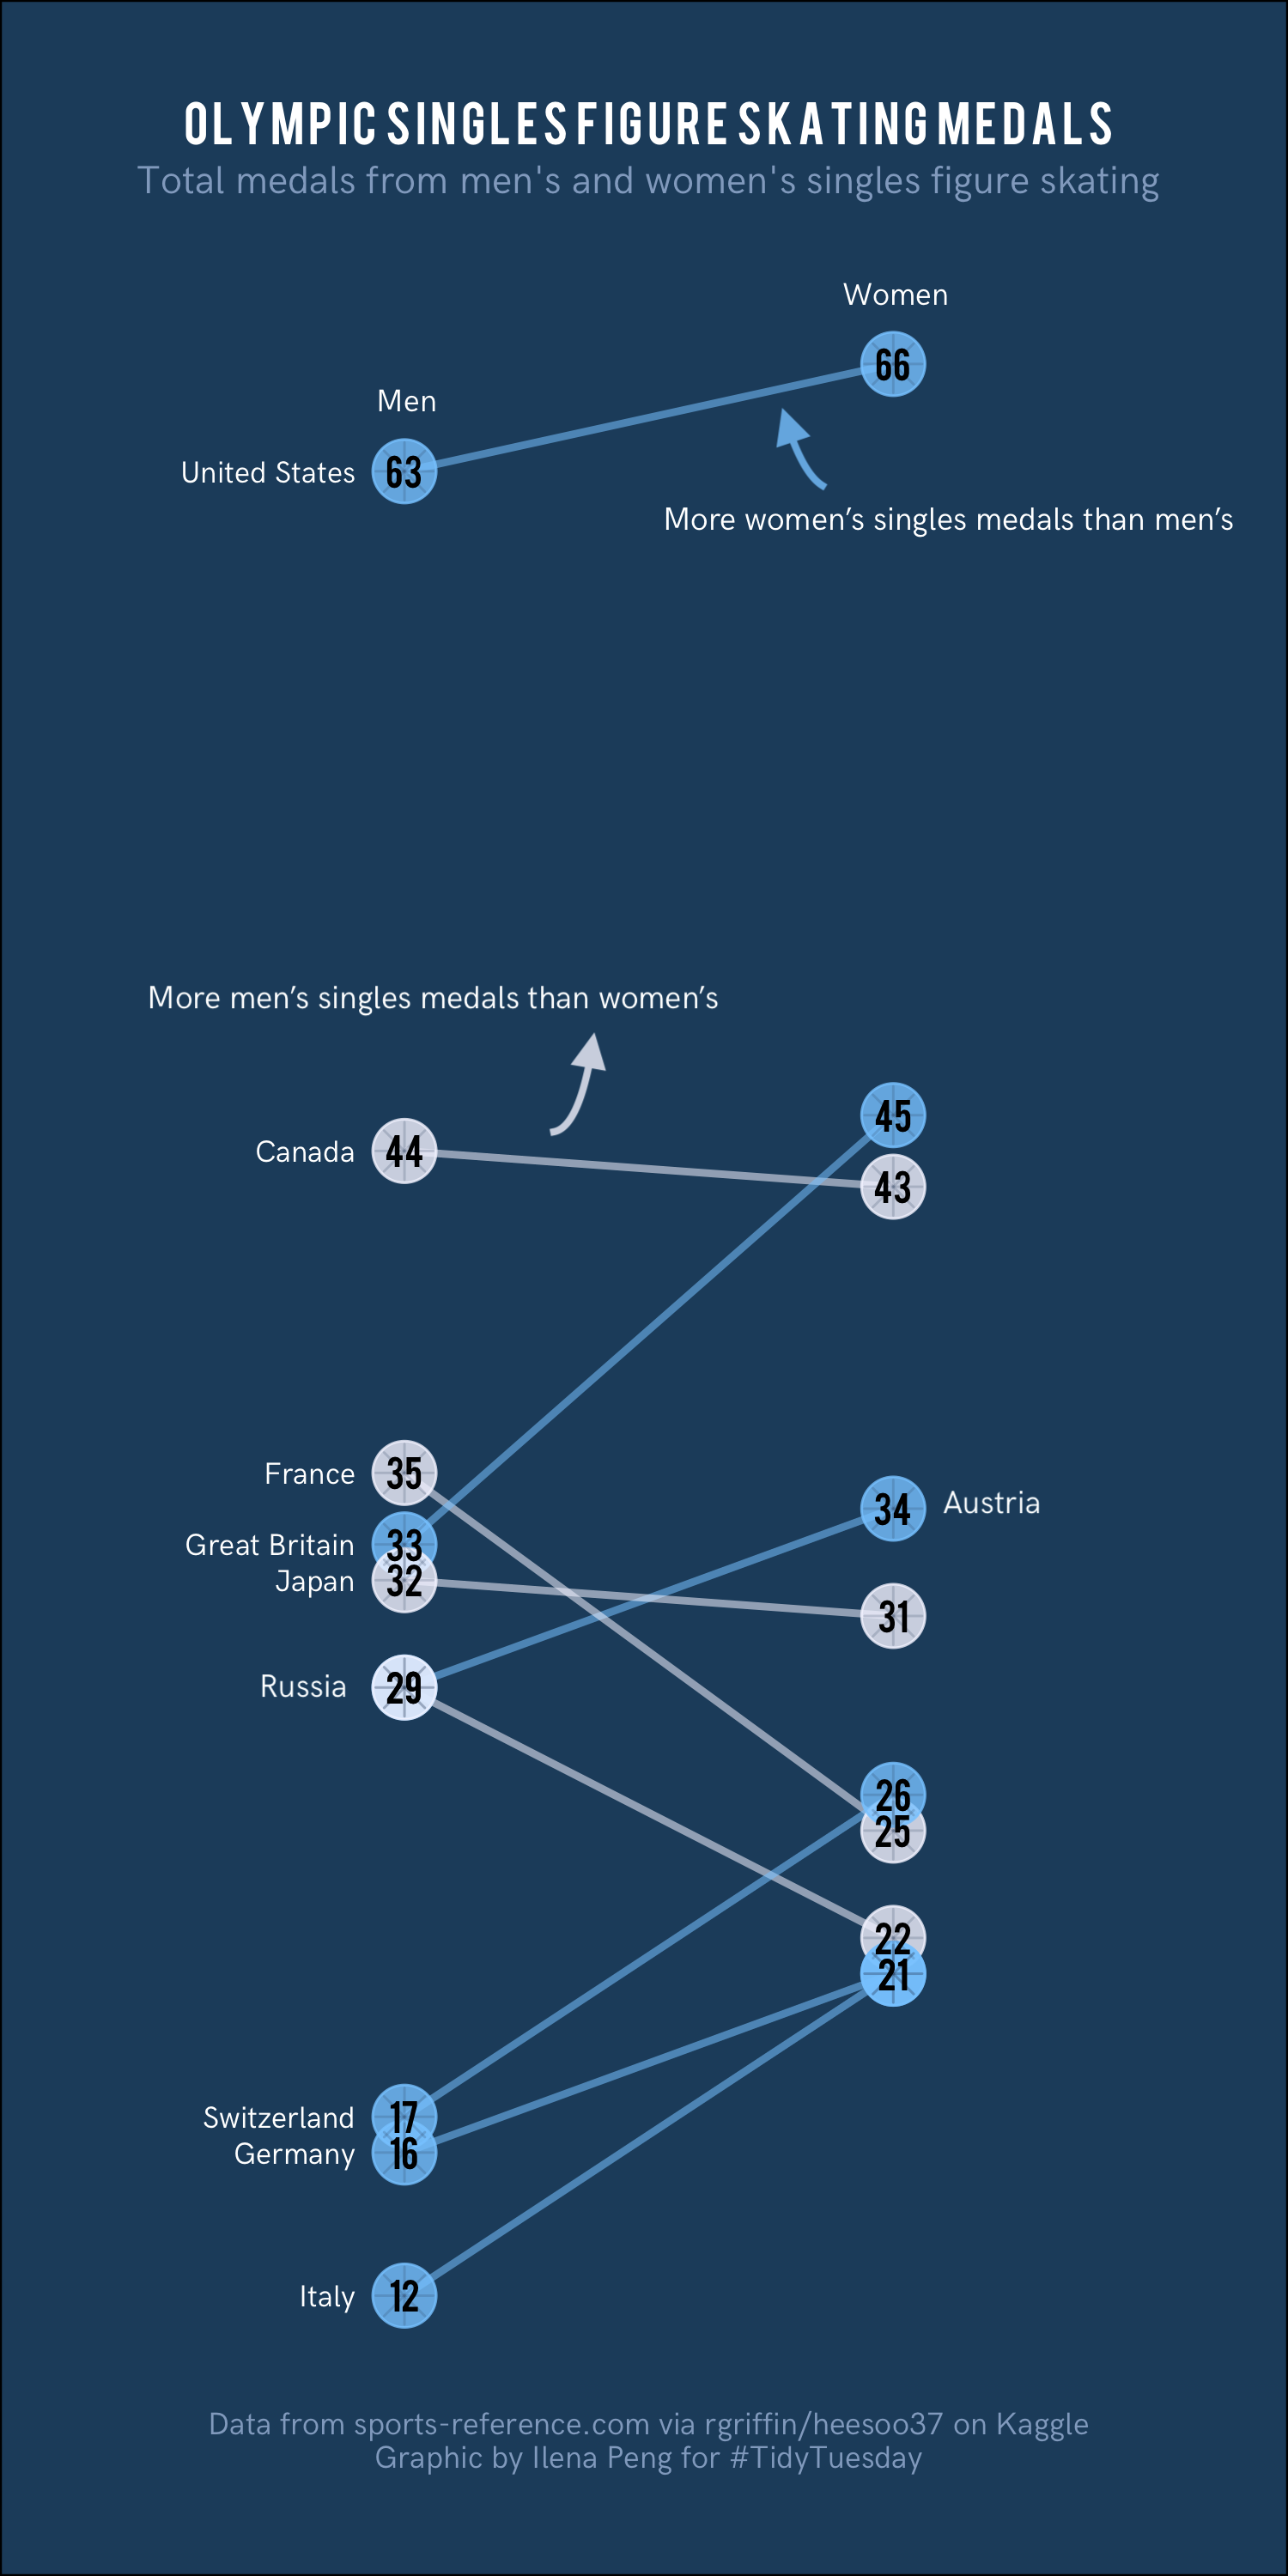 OLYMPIC SINGLES FIGURE SKATING MEDALS
Total medals from men's and women's singles figure skating
Women
66
Men
United States 63
More women’s singles medals than men’s
More men’s singles medals than women’s
45
Canada 44
43
France 35
34 Austria
Great Britain 33
Japan 32
31
Russia 29
26
25
22
21
Switzerland 17
Germany 16
Italy 12
Data from sports-reference.com via rgriffin/heesoo37 on Kaggle
Graphic by Ilena Peng for #TidyTuesday